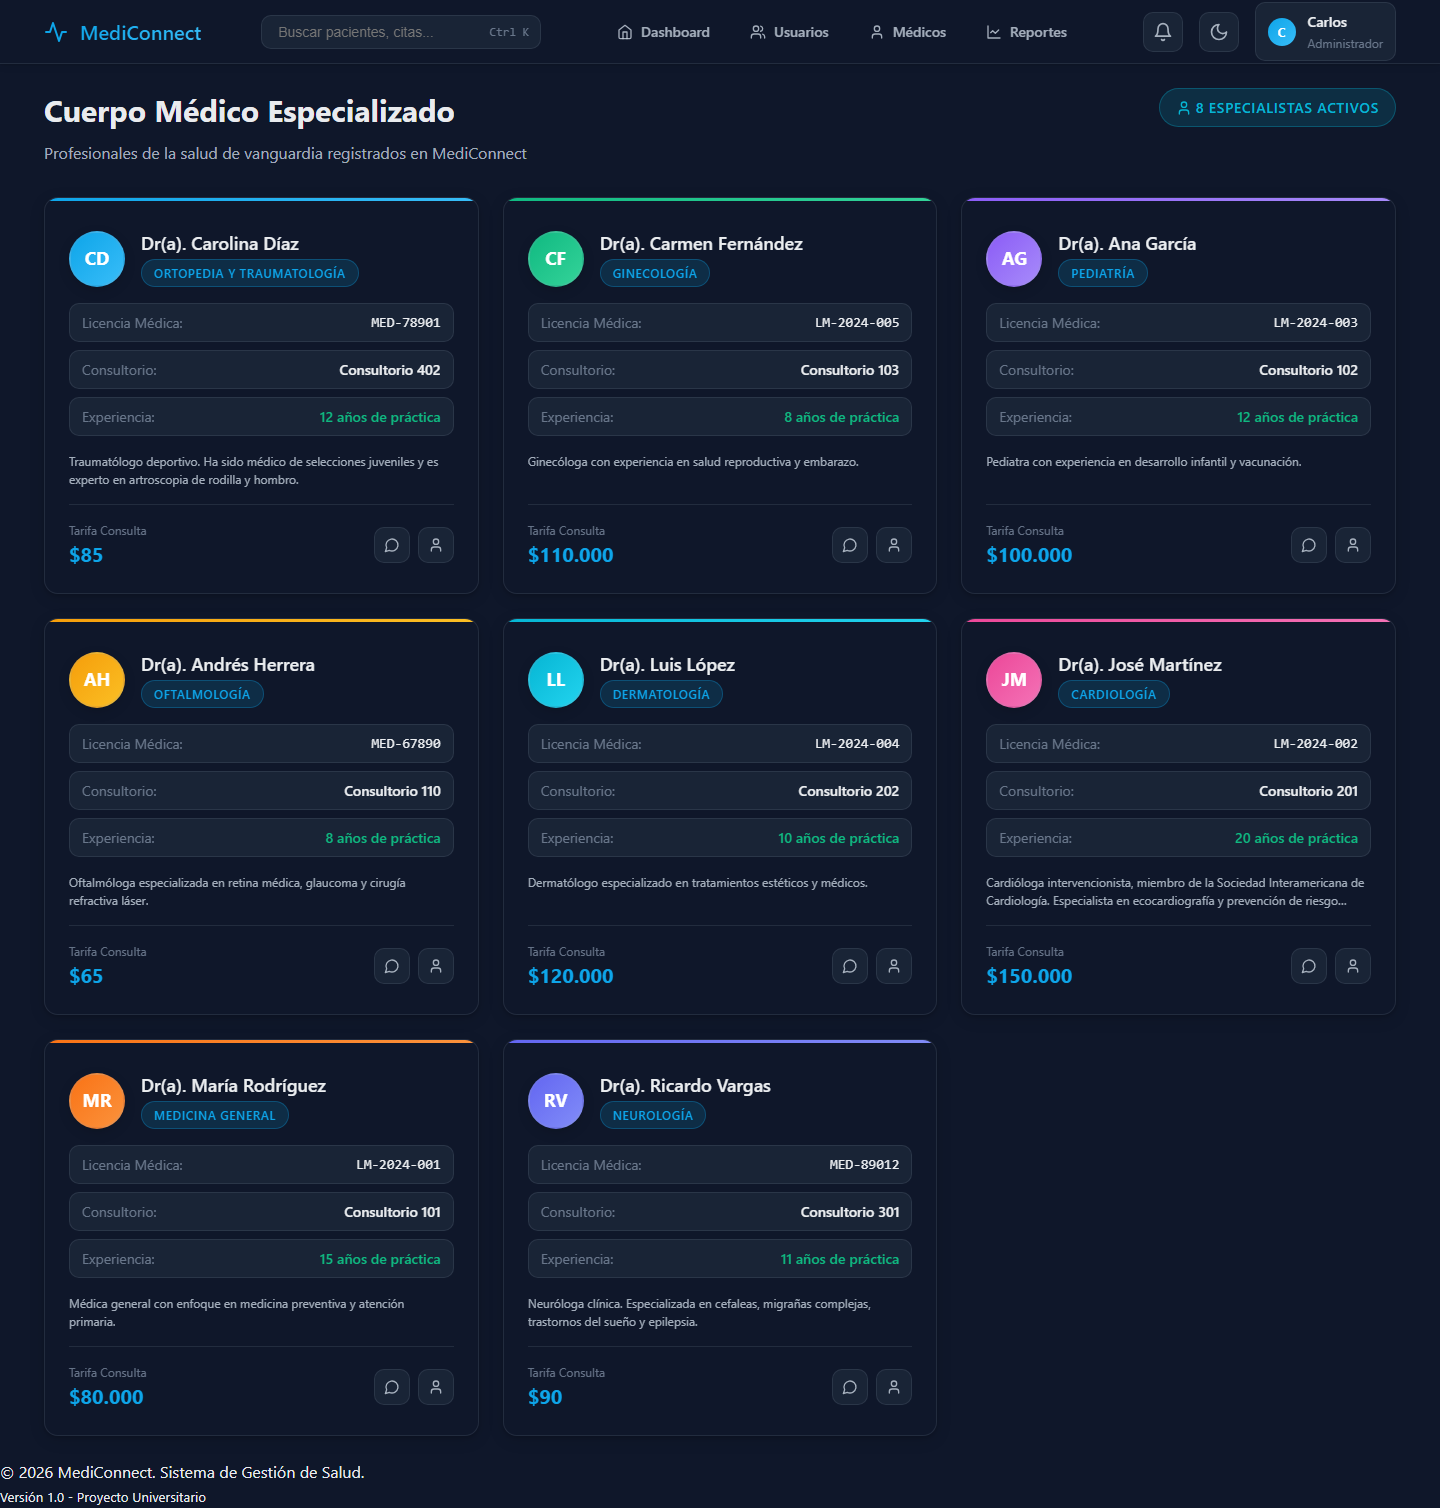 MediConnect
Buscar pacientes, citas...
Ctrl K
Dashboard
Usuarios
Médicos
Reportes
C
Carlos
Administrador
Cuerpo Médico Especializado
Profesionales de la salud de vanguardia registrados en MediConnect
8 ESPECIALISTAS ACTIVOS
CD
Dr(a). Carolina Díaz
ORTOPEDIA Y TRAUMATOLOGÍA
Licencia Médica: MED-78901
Consultorio: Consultorio 402
Experiencia: 12 años de práctica
Traumatólogo deportivo. Ha sido médico de selecciones juveniles y es
experto en artroscopia de rodilla y hombro.
Tarifa Consulta
$85
CF
Dr(a). Carmen Fernández
GINECOLOGÍA
Licencia Médica: LM-2024-005
Consultorio: Consultorio 103
Experiencia: 8 años de práctica
Ginecóloga con experiencia en salud reproductiva y embarazo.
Tarifa Consulta
$110.000
AG
Dr(a). Ana García
PEDIATRÍA
Licencia Médica: LM-2024-003
Consultorio: Consultorio 102
Experiencia: 12 años de práctica
Pediatra con experiencia en desarrollo infantil y vacunación.
Tarifa Consulta
$100.000
AH
Dr(a). Andrés Herrera
OFTALMOLOGÍA
Licencia Médica: MED-67890
Consultorio: Consultorio 110
Experiencia: 8 años de práctica
Oftalmóloga especializada en retina médica, glaucoma y cirugía
refractiva láser.
Tarifa Consulta
$65
LL
Dr(a). Luis López
DERMATOLOGÍA
Licencia Médica: LM-2024-004
Consultorio: Consultorio 202
Experiencia: 10 años de práctica
Dermatólogo especializado en tratamientos estéticos y médicos.
Tarifa Consulta
$120.000
JM
Dr(a). José Martínez
CARDIOLOGÍA
Licencia Médica: LM-2024-002
Consultorio: Consultorio 201
Experiencia: 20 años de práctica
Cardióloga intervencionista, miembro de la Sociedad Interamericana de
Cardiología. Especialista en ecocardiografía y prevención de riesgo...
Tarifa Consulta
$150.000
MR
Dr(a). María Rodríguez
MEDICINA GENERAL
Licencia Médica: LM-2024-001
Consultorio: Consultorio 101
Experiencia: 15 años de práctica
Médica general con enfoque en medicina preventiva y atención
primaria.
Tarifa Consulta
$80.000
RV
Dr(a). Ricardo Vargas
NEUROLOGÍA
Licencia Médica: MED-89012
Consultorio: Consultorio 301
Experiencia: 11 años de práctica
Neuróloga clínica. Especializada en cefaleas, migrañas complejas,
trastornos del sueño y epilepsia.
Tarifa Consulta
$90
© 2026 MediConnect. Sistema de Gestión de Salud.
Versión 1.0 - Proyecto Universitario